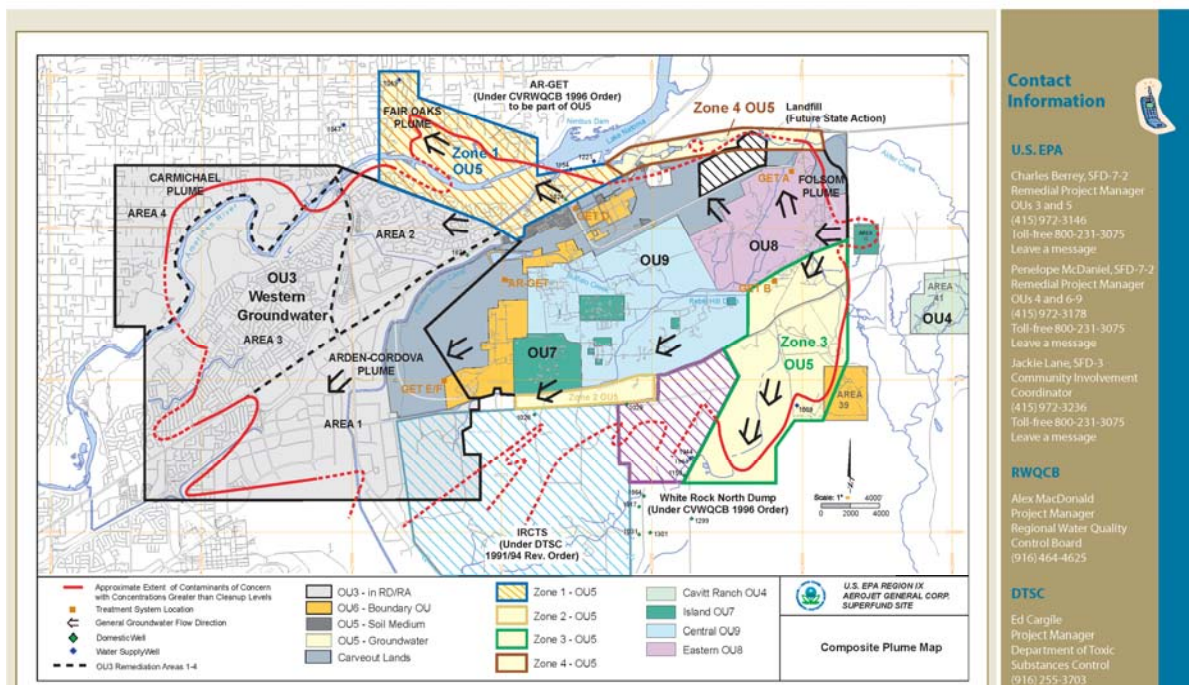 AR-GET
(Under CVRWQCB 1996 Order)
to be part of OU5
Zone 4 OU5
Landfill
(Future State Action)
FAIR OAKS
PLUME
Nimbus Dam
Lake Natoma
Alder Creek
Zone 1
OU5
CARMICHAEL
PLUME
AREA 4
American River
AREA 2
GET A
FOLSOM
PLUME
GET D
OU8
OU9
OU3
Western
Groundwater
AR-GET
GET B
AREA
41
OU4
AREA 3
ARDEN-CORDOVA
PLUME
OU7
Zone 3
OU5
GET E/F
Zone 2 OU5
AREA
39
AREA 1
White Rock North Dump
(Under CVWQCB 1996 Order)
1299
1301
IRCTS
(Under DTSC
1991/94 Rev. Order)
Scale: 1"
4000'
0
2000
4000
Approximate Extent of Contaminants of Concern
with Concentrations Greater than Cleanup Levels
Treatment System Location
General Groundwater Flow Direction
Domestic Well
Water Supply Well
OU3 Remediation Areas 1-4
OU3 - in RD/RA
OU6 - Boundary OU
OU5 - Soil Medium
OU5 - Groundwater
Carveout Lands
Zone 1 - OU5
Zone 2 - OU5
Zone 3 - OU5
Zone 4 - OU5
Cavitt Ranch OU4
Island OU7
Central OU9
Eastern OU8
U.S. EPA REGION IX
AEROJET GENERAL CORP.
SUPERFUND SITE
Composite Plume Map
Contact
Information
U.S. EPA
Charles Berrey, SFD-7-2
Remedial Project Manager
OUs 3 and 5
(415) 972-3146
Toll-free 800-231-3075
Leave a message
Penelope McDaniel, SFD-7-2
Remedial Project Manager
OUs 4 and 6-9
(415) 972-3178
Toll-free 800-231-3075
Leave a message
Jackie Lane, SFD-3
Community Involvement
Coordinator
(415) 972-3236
Toll-free 800-231-3075
Leave a message
RWQCB
Alex MacDonald
Project Manager
Regional Water Quality
Control Board
(916) 464-4625
DTSC
Ed Cargile
Project Manager
Department of Toxic
Substances Control
(916) 255-3703